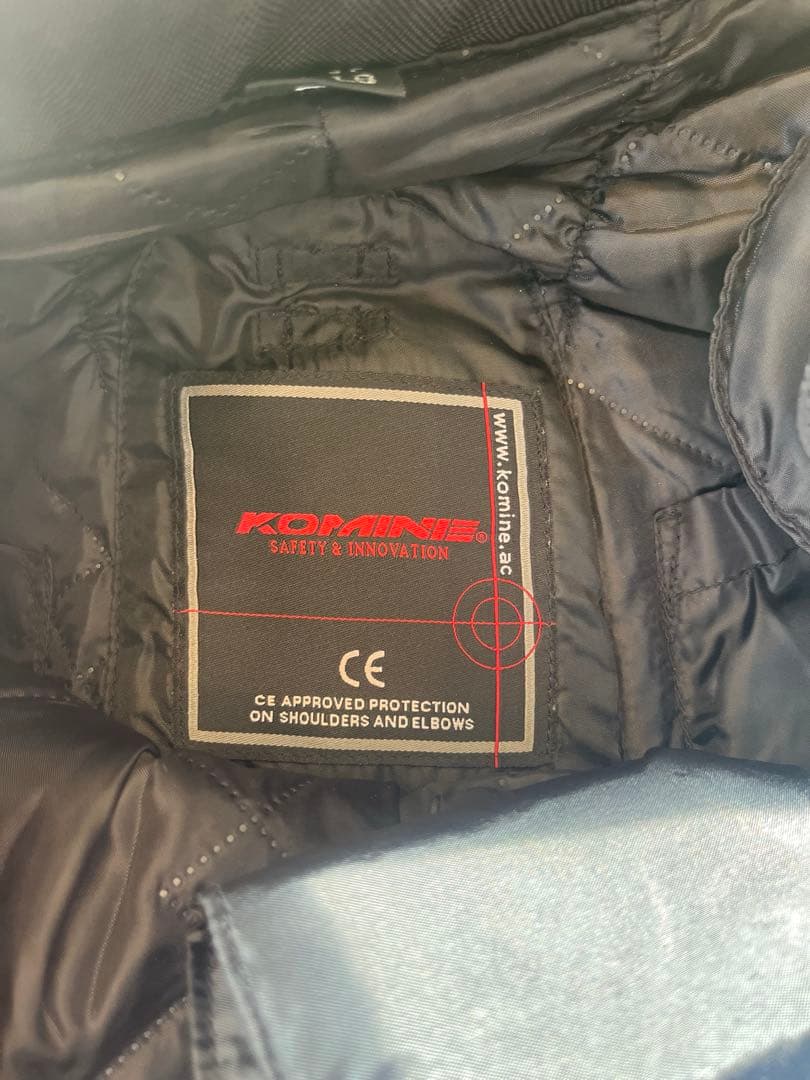 KOMINE®
SAFETY & INNOVATION
www.komine.ac
CE
CE APPROVED PROTECTION
ON SHOULDERS AND ELBOWS